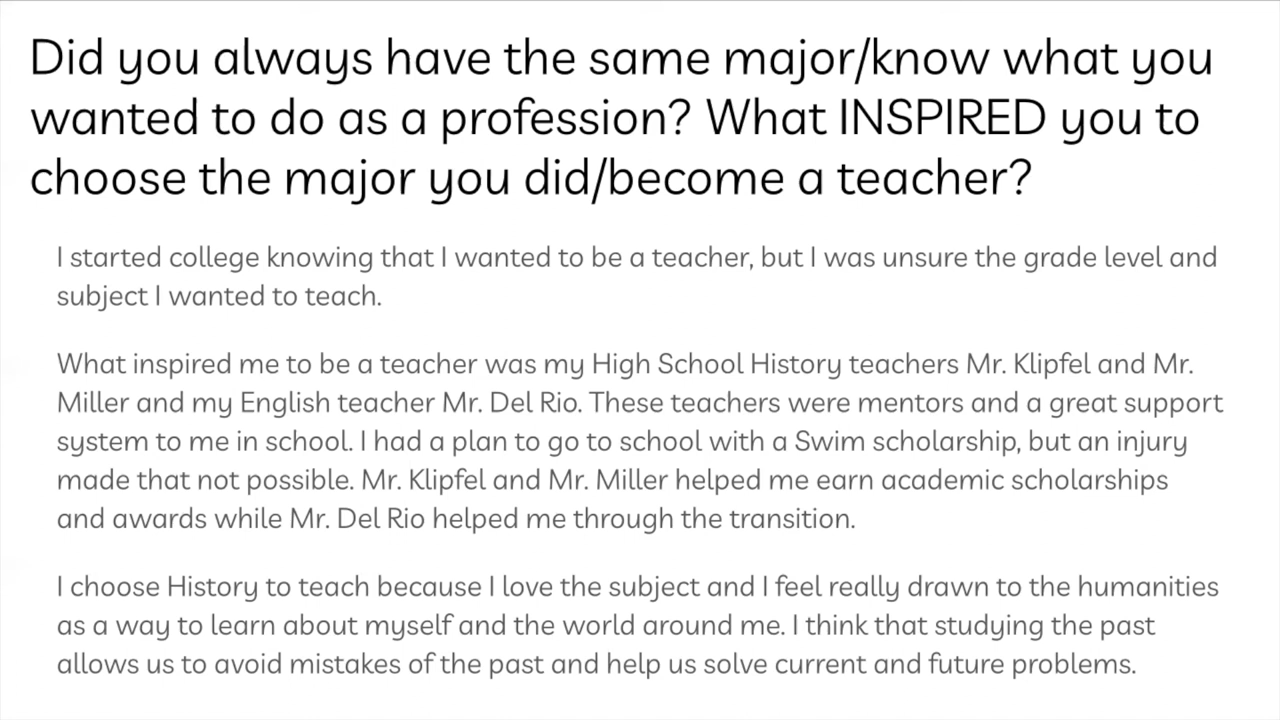 Did you always have the same major/know what you
wanted to do as a profession? What INSPIRED you to
choose the major you did/become a teacher?
I started college knowing that I wanted to be a teacher, but I was unsure the grade level and
subject I wanted to teach.
What inspired me to be a teacher was my High School History teachers Mr. Klipfel and Mr.
Miller and my English teacher Mr. Del Rio. These teachers were mentors and a great support
system to me in school. I had a plan to go to school with a Swim scholarship, but an injury
made that not possible. Mr. Klipfel and Mr. Miller helped me earn academic scholarships
and awards while Mr. Del Rio helped me through the transition.
I choose History to teach because I love the subject and I feel really drawn to the humanities
as a way to learn about myself and the world around me. I think that studying the past
allows us to avoid mistakes of the past and help us solve current and future problems.